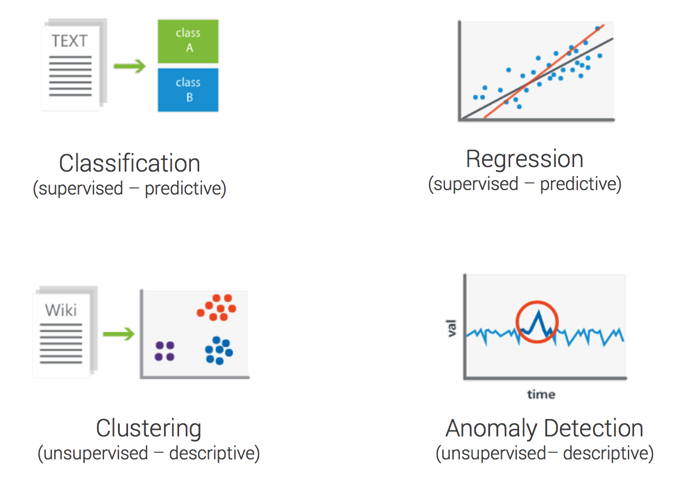 TEXT
class
A
class
B
Classification
(supervised – predictive)
Regression
(supervised – predictive)
Wiki
Clustering
(unsupervised – descriptive)
val
time
Anomaly Detection
(unsupervised– descriptive)